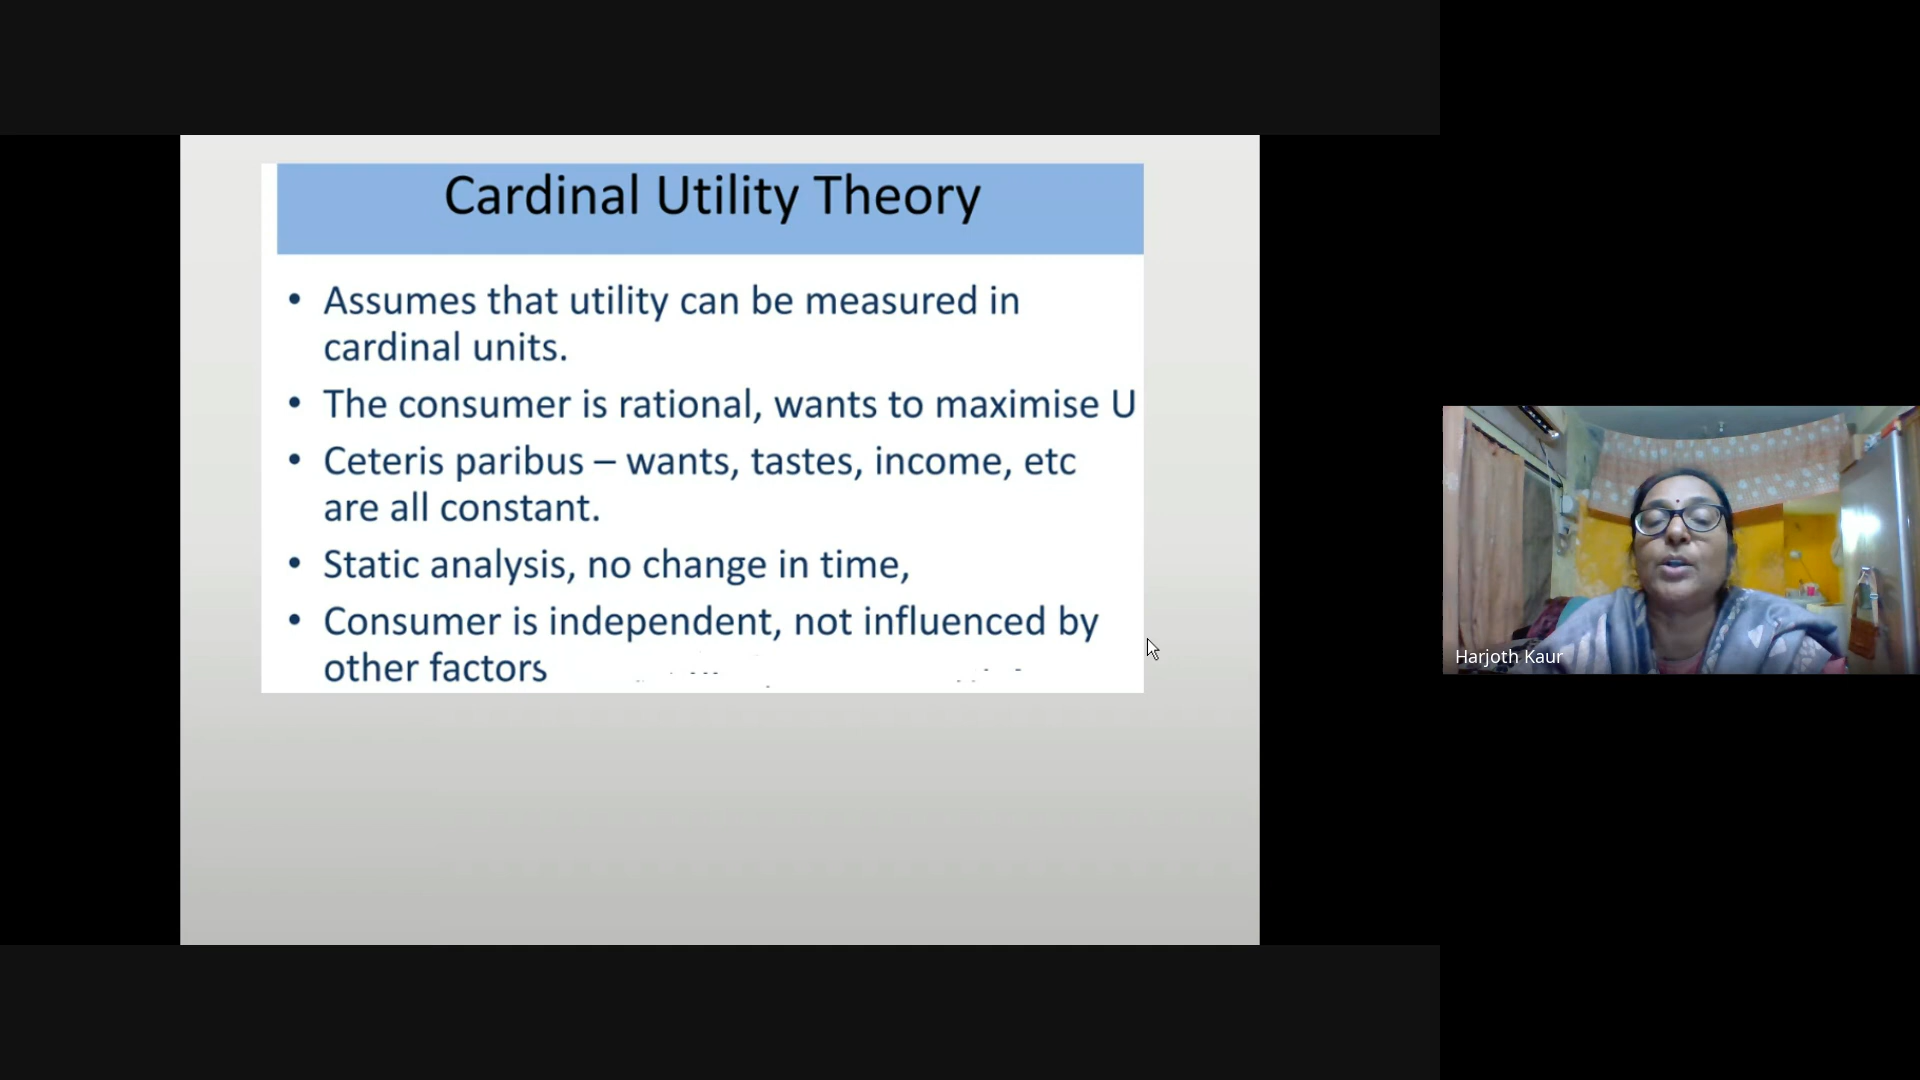 Cardinal Utility Theory
• Assumes that utility can be measured in
cardinal units.
• The consumer is rational, wants to maximise U
• Ceteris paribus – wants, tastes, income, etc
are all constant.
• Static analysis, no change in time,
• Consumer is independent, not influenced by
other factors
Harjoth Kaur